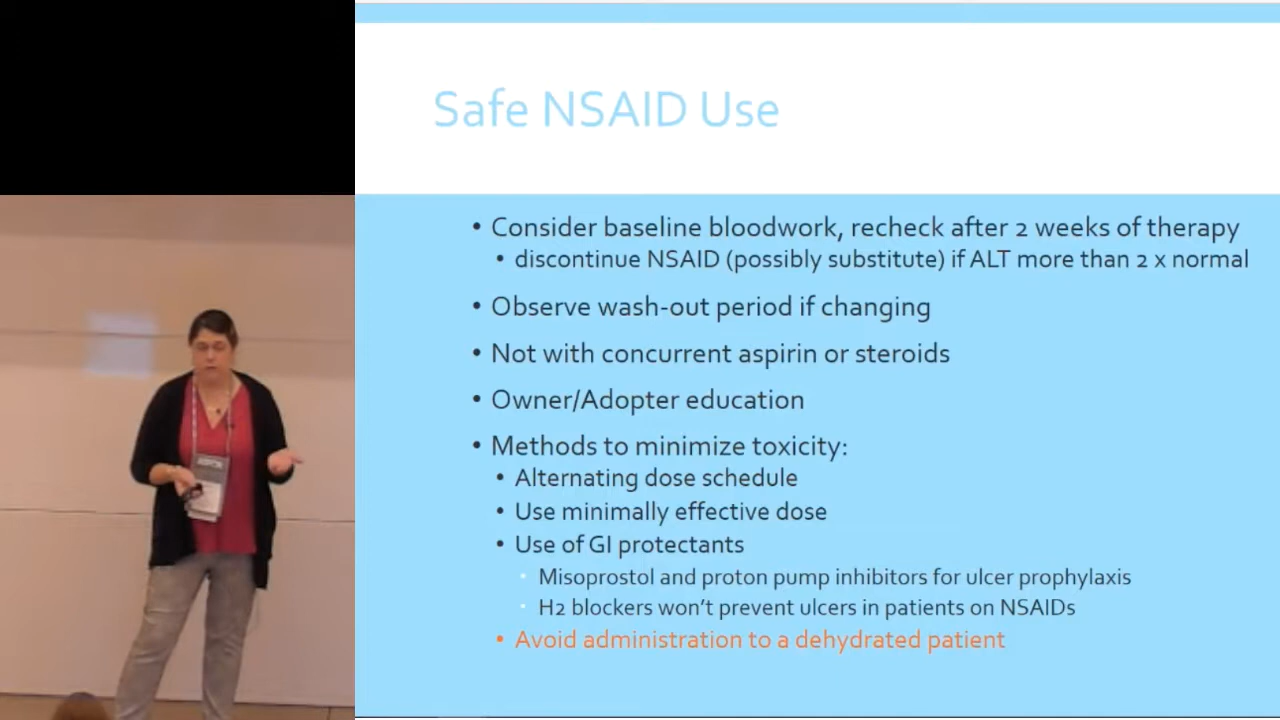 Safe NSAID Use
• Consider baseline bloodwork, recheck after 2 weeks of therapy
• discontinue NSAID (possibly substitute) if ALT more than 2 x normal
• Observe wash-out period if changing
• Not with concurrent aspirin or steroids
• Owner/Adopter education
• Methods to minimize toxicity:
• Alternating dose schedule
• Use minimally effective dose
• Use of GI protectants
• Misoprostol and proton pump inhibitors for ulcer prophylaxis
• H2 blockers won't prevent ulcers in patients on NSAIDs
• Avoid administration to a dehydrated patient